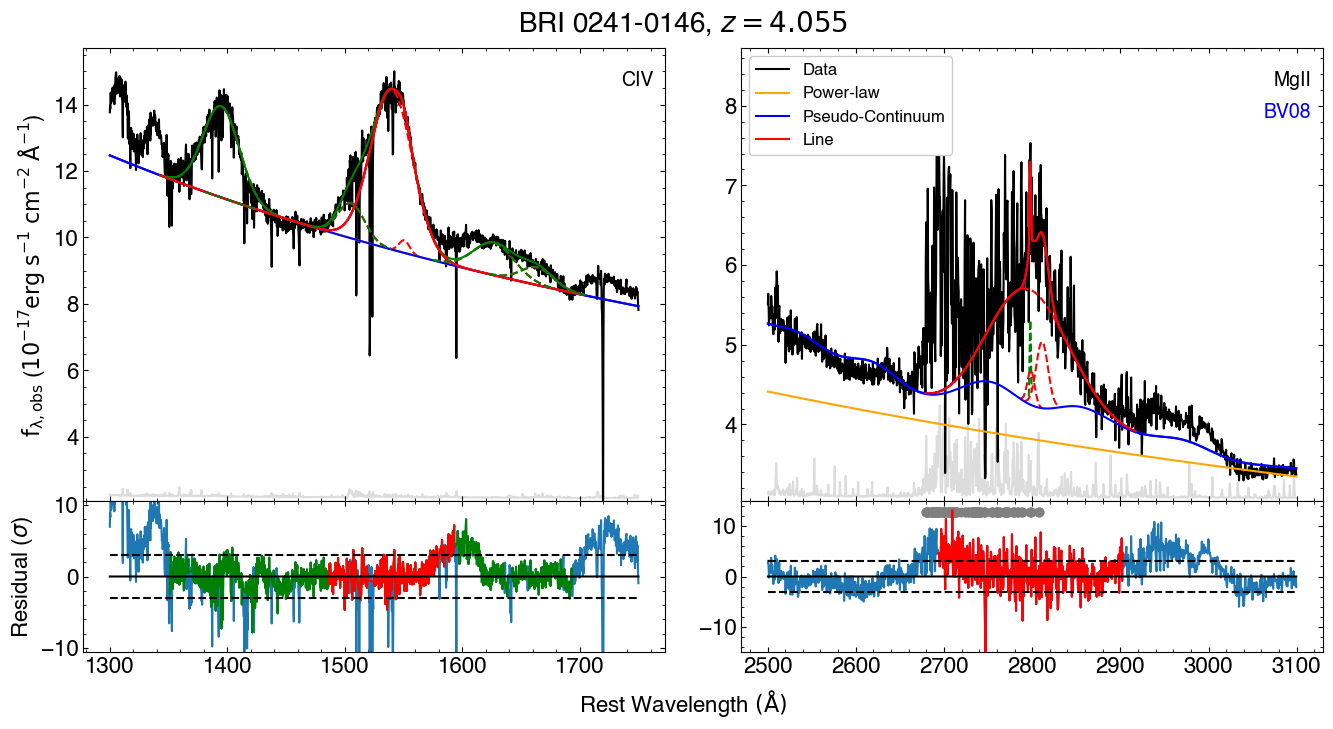 BRI 0241-0146, z = 4.055
CIV
f_λ,obs (10⁻¹⁷erg s⁻¹ cm⁻² Å⁻¹)
14
12
10
8
6
4
Data
Power-law
Pseudo-Continuum
Line
MgII
BV08
8
7
6
5
4
Residual (σ)
10
0
−10
10
0
−10
1300 1400 1500 1600 1700
2500 2600 2700 2800 2900 3000 3100
Rest Wavelength (Å)